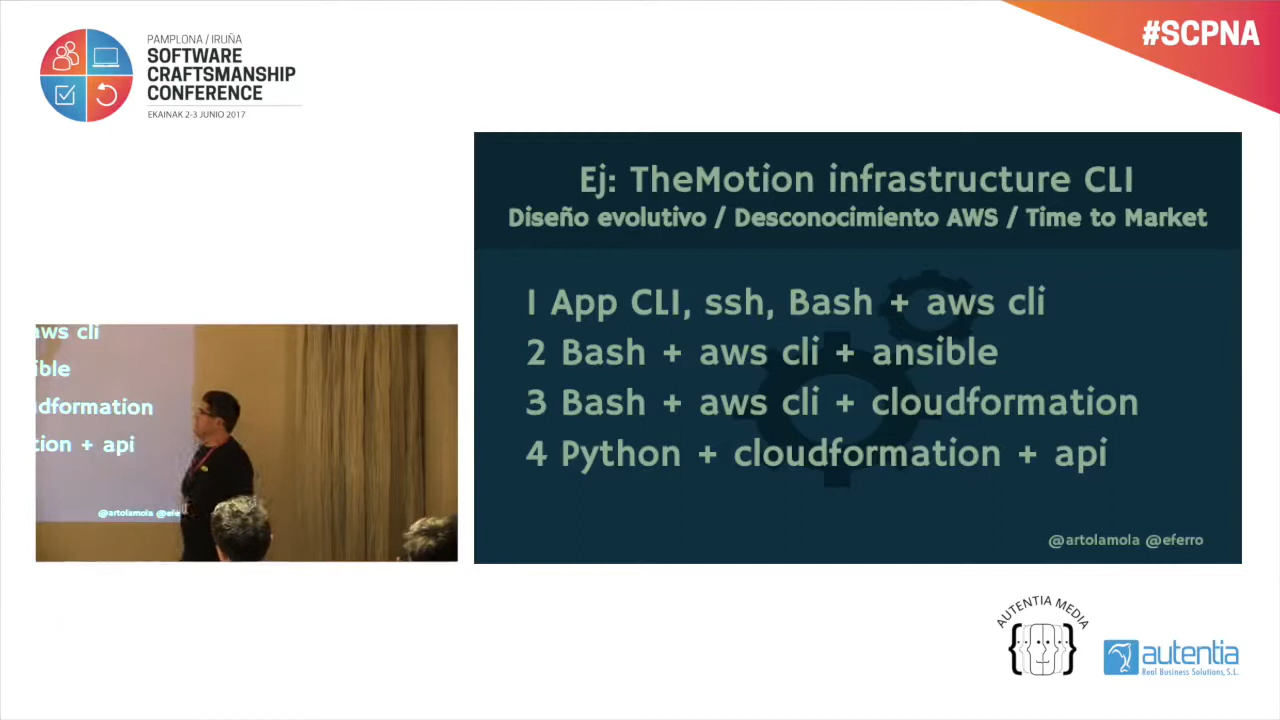 PAMPLONA / IRUÑA
SOFTWARE
CRAFTSMANSHIP
CONFERENCE
EKAINAK 2-3 JUNIO 2017
#SCPNA
Ej: TheMotion infrastructure CLI
Diseño evolutivo / Desconocimiento AWS / Time to Market
1 App CLI, ssh, Bash + aws cli
2 Bash + aws cli + ansible
3 Bash + aws cli + cloudformation
4 Python + cloudformation + api
@artolamola @eferro
aws cli
ible
dformation
tion + api
@artolamola @efe
AUTENTIA MEDIA
autentia
Real Business Solutions, S.L.